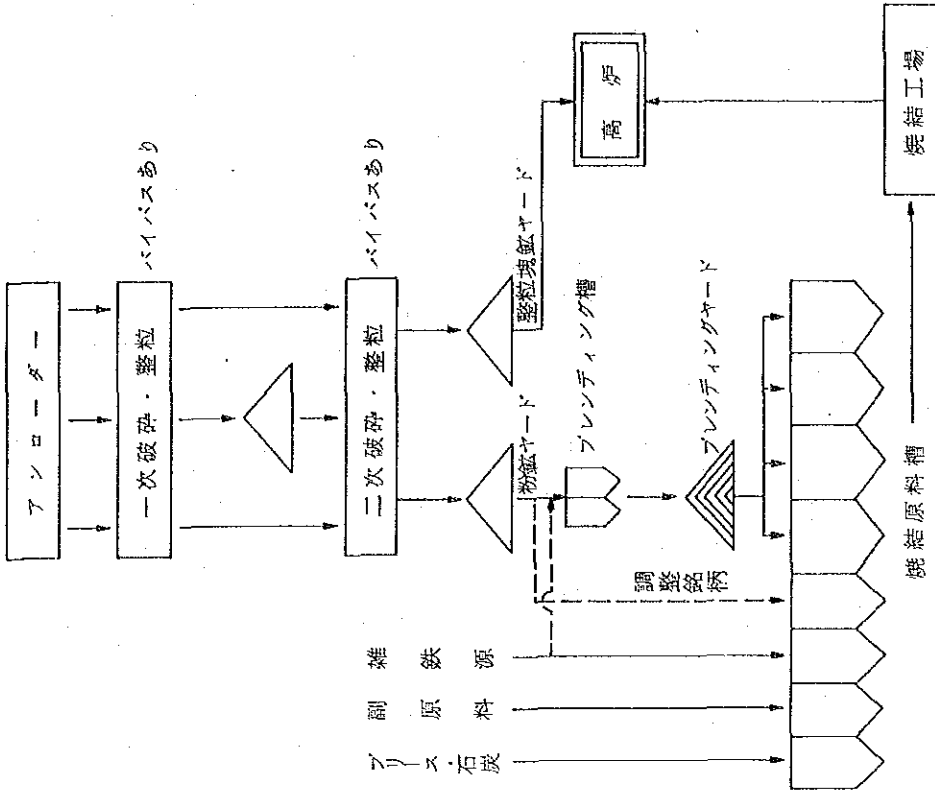 アンローダー
一次破砕・整粒
バイパスあり
二次破砕・整粒
バイパスあり
粉鉱ヤード
整粒塊鉱ヤード
ブレンディング槽
高炉
調整銘柄
ブレンディングヤード
雑鉄源
副原料
ブリース・石炭
焼結原料槽
焼結工場